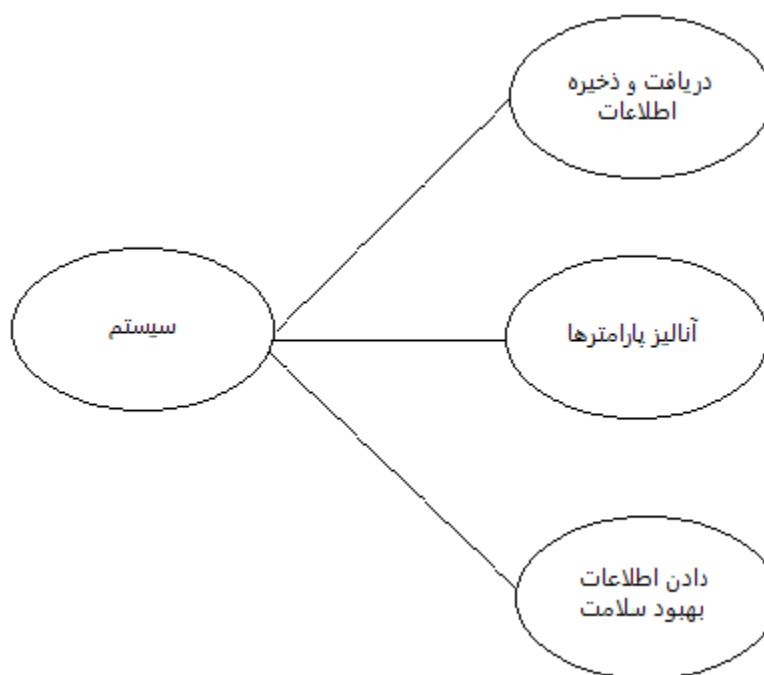 دریافت و ذخیره
اطلاعات
سیستم
آنالیز پارامترها
دادن اطلاعات
بهبود سلامت